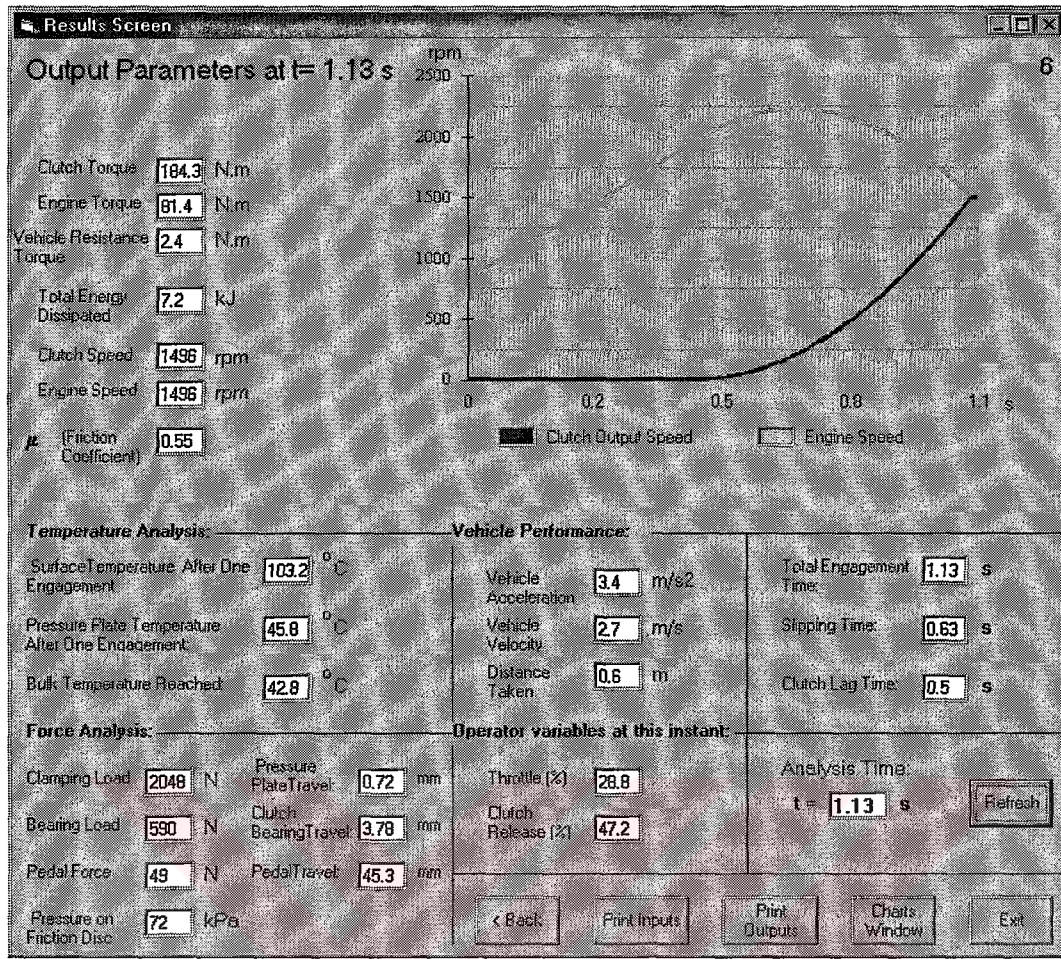 Results Screen
Output Parameters at t= 1.13 s
6
Clutch Torque 184.3 N.m
Engine Torque 81.4 N.m
Vehicle Resistance Torque 2.4 N.m
Total Energy Dissipated 7.2 kJ
Clutch Speed 1496 rpm
Engine Speed 1496 rpm
μ (Friction Coefficient) 0.55
rpm
2500
2000
1500
1000
500
0
0 0.2 0.5 0.8 1.1 s
Clutch Output Speed Engine Speed
Temperature Analysis:
SurfaceTemperature After One Engagement 103.2 °C
Pressure Plate Temperature After One Engagement: 45.8 °C
Bulk Temperature Reached: 42.8 °C
Vehicle Performance:
Vehicle Acceleration 3.4 m/s2
Vehicle Velocity 2.7 m/s
Distance Taken 0.6 m
Total Engagement Time: 1.13 s
Slipping Time: 0.63 s
Clutch Lag Time: 0.5 s
Force Analysis:
Clamping Load 2048 N
Bearing Load 590 N
Pedal Force 49 N
Pressure on Friction Disc 72 kPa
Pressure PlateTravel: 0.72 mm
Clutch BearingTravel: 3.78 mm
PedalTravel: 45.3 mm
Operator variables at this instant:
Throttle (%) 28.8
Clutch Release (%) 47.2
Analysis Time:
t = 1.13 s
Refresh
< Back
Print Inputs
Print Outputs
Charts Window
Exit